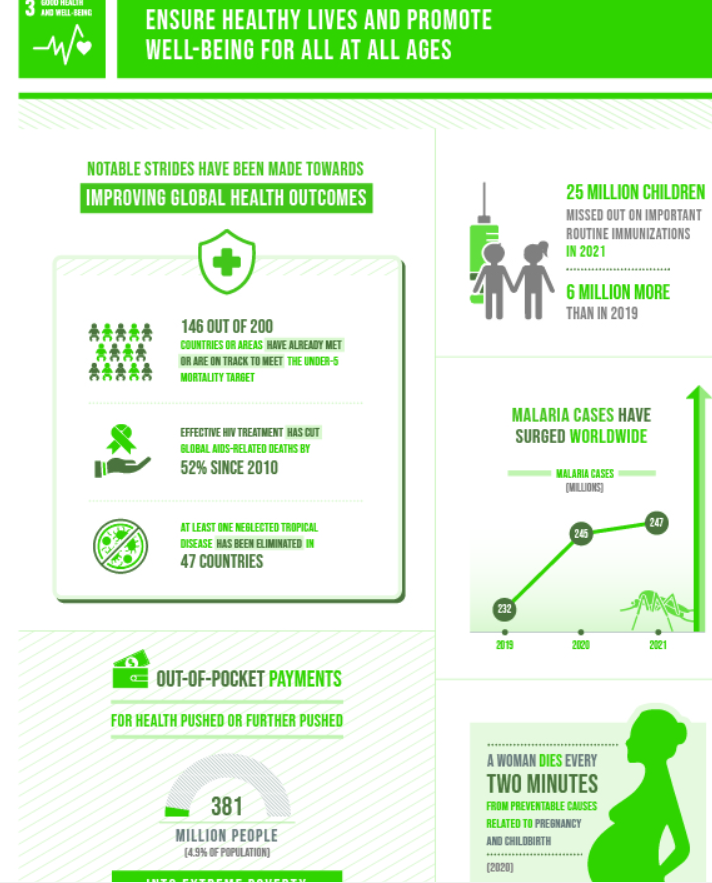 3 GOOD HEALTH
AND WELL-BEING
ENSURE HEALTHY LIVES AND PROMOTE
WELL-BEING FOR ALL AT ALL AGES
NOTABLE STRIDES HAVE BEEN MADE TOWARDS
IMPROVING GLOBAL HEALTH OUTCOMES
146 OUT OF 200
COUNTRIES OR AREAS HAVE ALREADY MET
OR ARE ON TRACK TO MEET THE UNDER-5
MORTALITY TARGET
EFFECTIVE HIV TREATMENT HAS CUT
GLOBAL AIDS-RELATED DEATHS BY
52% SINCE 2010
AT LEAST ONE NEGLECTED TROPICAL
DISEASE HAS BEEN ELIMINATED IN
47 COUNTRIES
OUT-OF-POCKET PAYMENTS
FOR HEALTH PUSHED OR FURTHER PUSHED
381
MILLION PEOPLE
(4.9% OF POPULATION)
INTO EXTREME POVERTY
25 MILLION CHILDREN
MISSED OUT ON IMPORTANT
ROUTINE IMMUNIZATIONS
IN 2021
6 MILLION MORE
THAN IN 2019
MALARIA CASES HAVE
SURGED WORLDWIDE
MALARIA CASES
(MILLIONS)
247
245
232
2019 2020 2021
A WOMAN DIES EVERY
TWO MINUTES
FROM PREVENTABLE CAUSES
RELATED TO PREGNANCY
AND CHILDBIRTH
(2020)